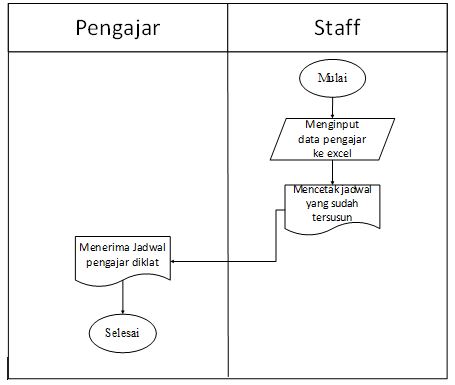 Pengajar
Staff
Mulai
Menginput
data pengajar
ke excel
Mencetak jadwal
yang sudah
tersusun
Menerima Jadwal
pengajar diklat
Selesai